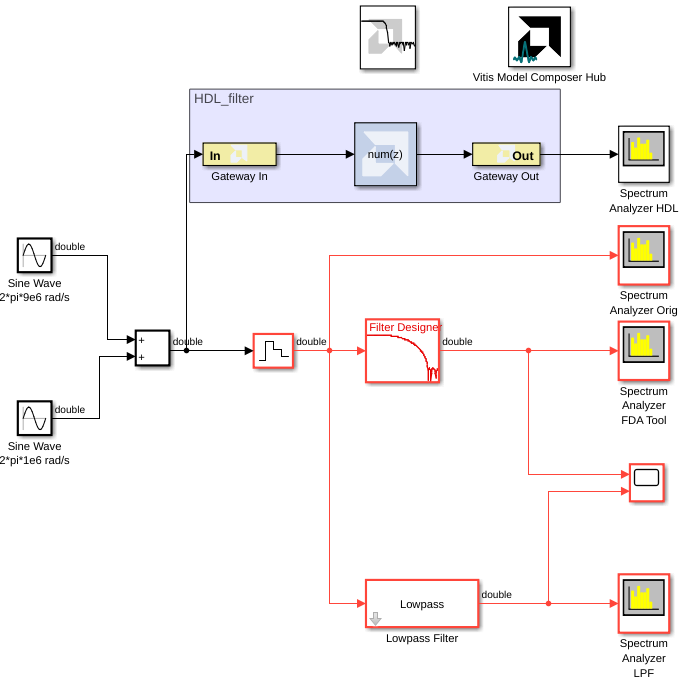 Vitis Model Composer Hub
HDL_filter
In
num(z)
Out
Gateway In
Gateway Out
Spectrum
Analyzer HDL
double
Sine Wave
2*pi*9e6 rad/s
Spectrum
Analyzer Orig
+
+
double
double
Filter Designer
double
Spectrum
Analyzer
FDA Tool
double
Sine Wave
2*pi*1e6 rad/s
Lowpass
double
Lowpass Filter
Spectrum
Analyzer
LPF